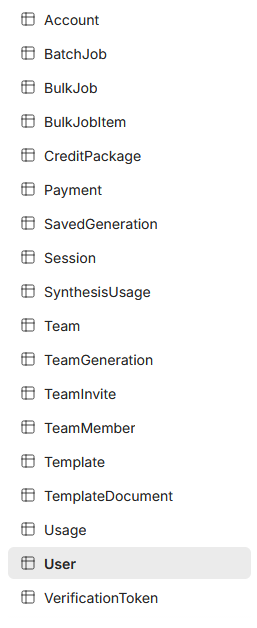 Account
BatchJob
BulkJob
BulkJobItem
CreditPackage
Payment
SavedGeneration
Session
SynthesisUsage
Team
TeamGeneration
TeamInvite
TeamMember
Template
TemplateDocument
Usage
User
VerificationToken